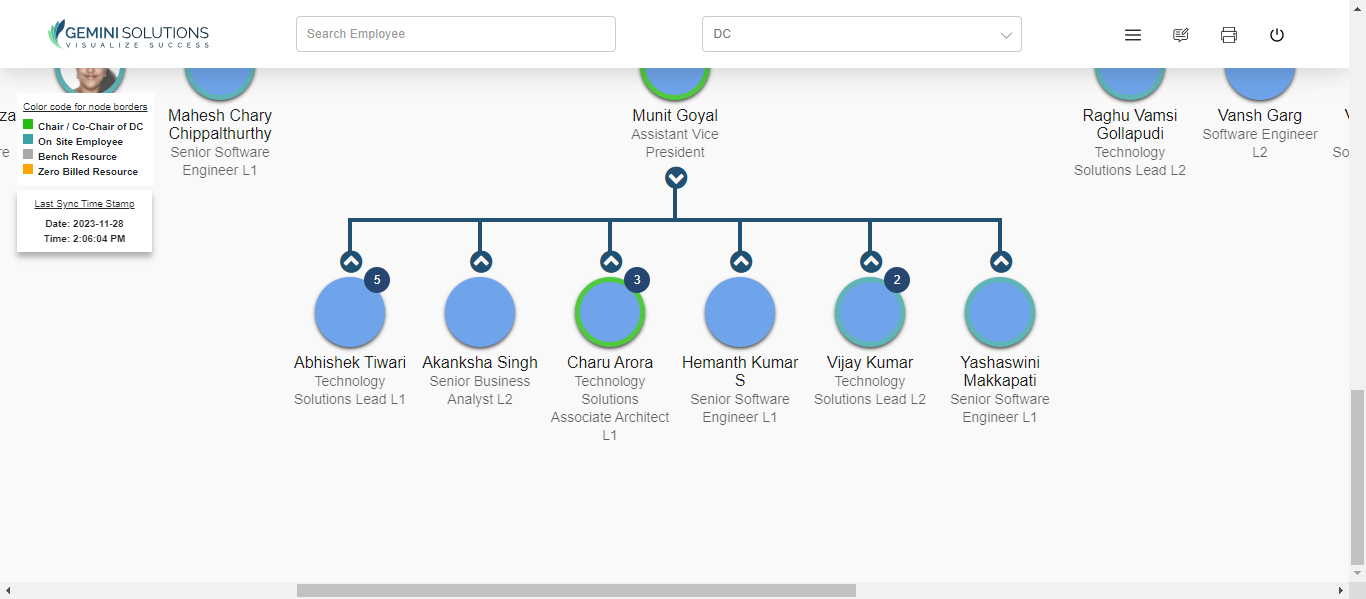 GEMINI SOLUTIONS
VISUALIZE SUCCESS
Search Employee
DC
za
re
Color code for node borders
Chair / Co-Chair of DC
On Site Employee
Bench Resource
Zero Billed Resource
Last Sync Time Stamp
Date: 2023-11-28
Time: 2:06:04 PM
Mahesh Chary
Chippalthurthy
Senior Software
Engineer L1
Munit Goyal
Assistant Vice
President
Raghu Vamsi
Gollapudi
Technology
Solutions Lead L2
Vansh Garg
Software Engineer
L2
So
5
Abhishek Tiwari
Technology
Solutions Lead L1
Akanksha Singh
Senior Business
Analyst L2
3
Charu Arora
Technology
Solutions
Associate Architect
L1
Hemanth Kumar
S
Senior Software
Engineer L1
2
Vijay Kumar
Technology
Solutions Lead L2
Yashaswini
Makkapati
Senior Software
Engineer L1